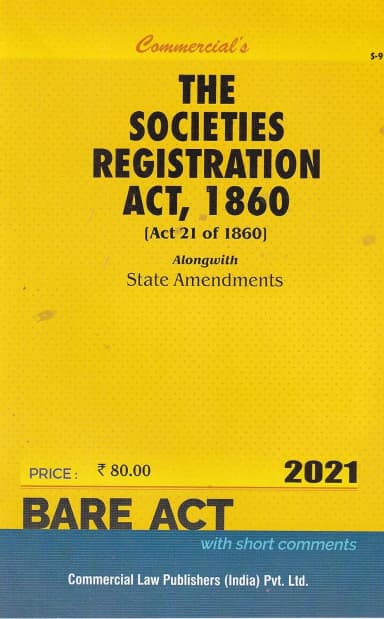 Commercial's
S-9
THE
SOCIETIES
REGISTRATION
ACT, 1860
[Act 21 of 1860]
Alongwith
State Amendments
PRICE : ₹ 80.00
2021
BARE ACT
with short comments
Commercial Law Publishers (India) Pvt. Ltd.